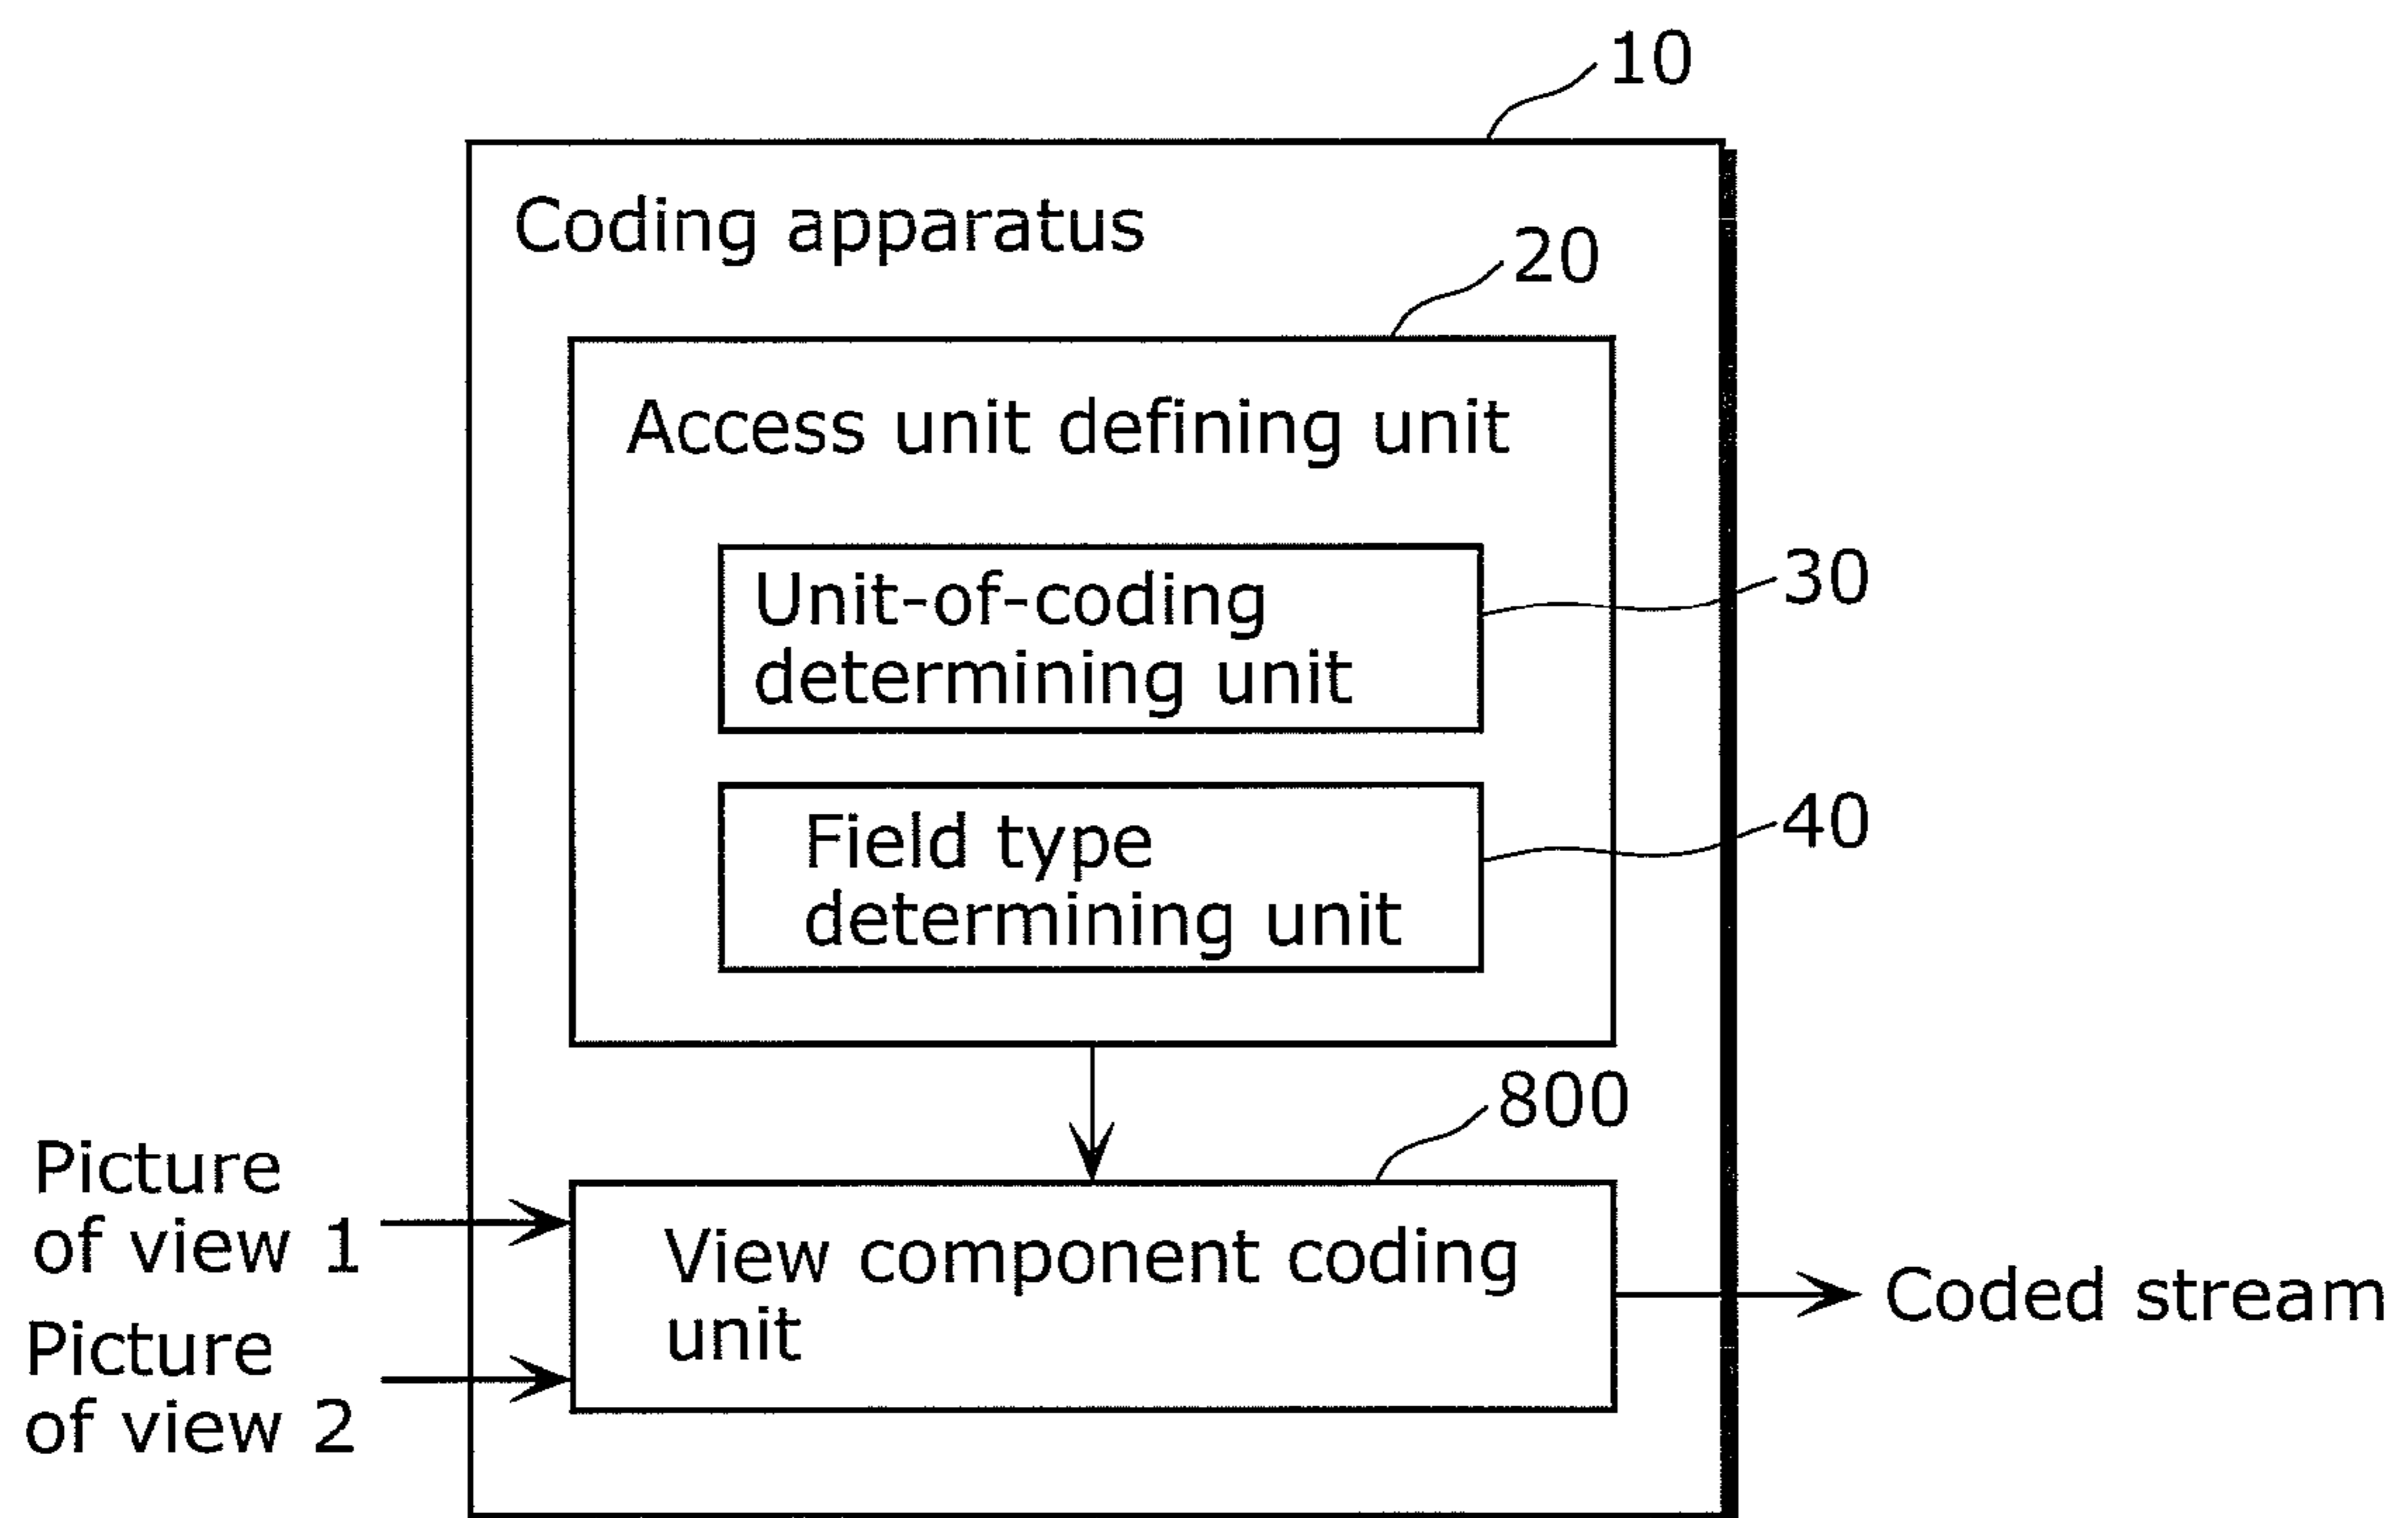 10
Coding apparatus
20
Access unit defining unit
Unit-of-coding
determining unit
30
Field type
determining unit
40
800
Picture
of view 1
Picture
of view 2
View component coding
unit
Coded stream